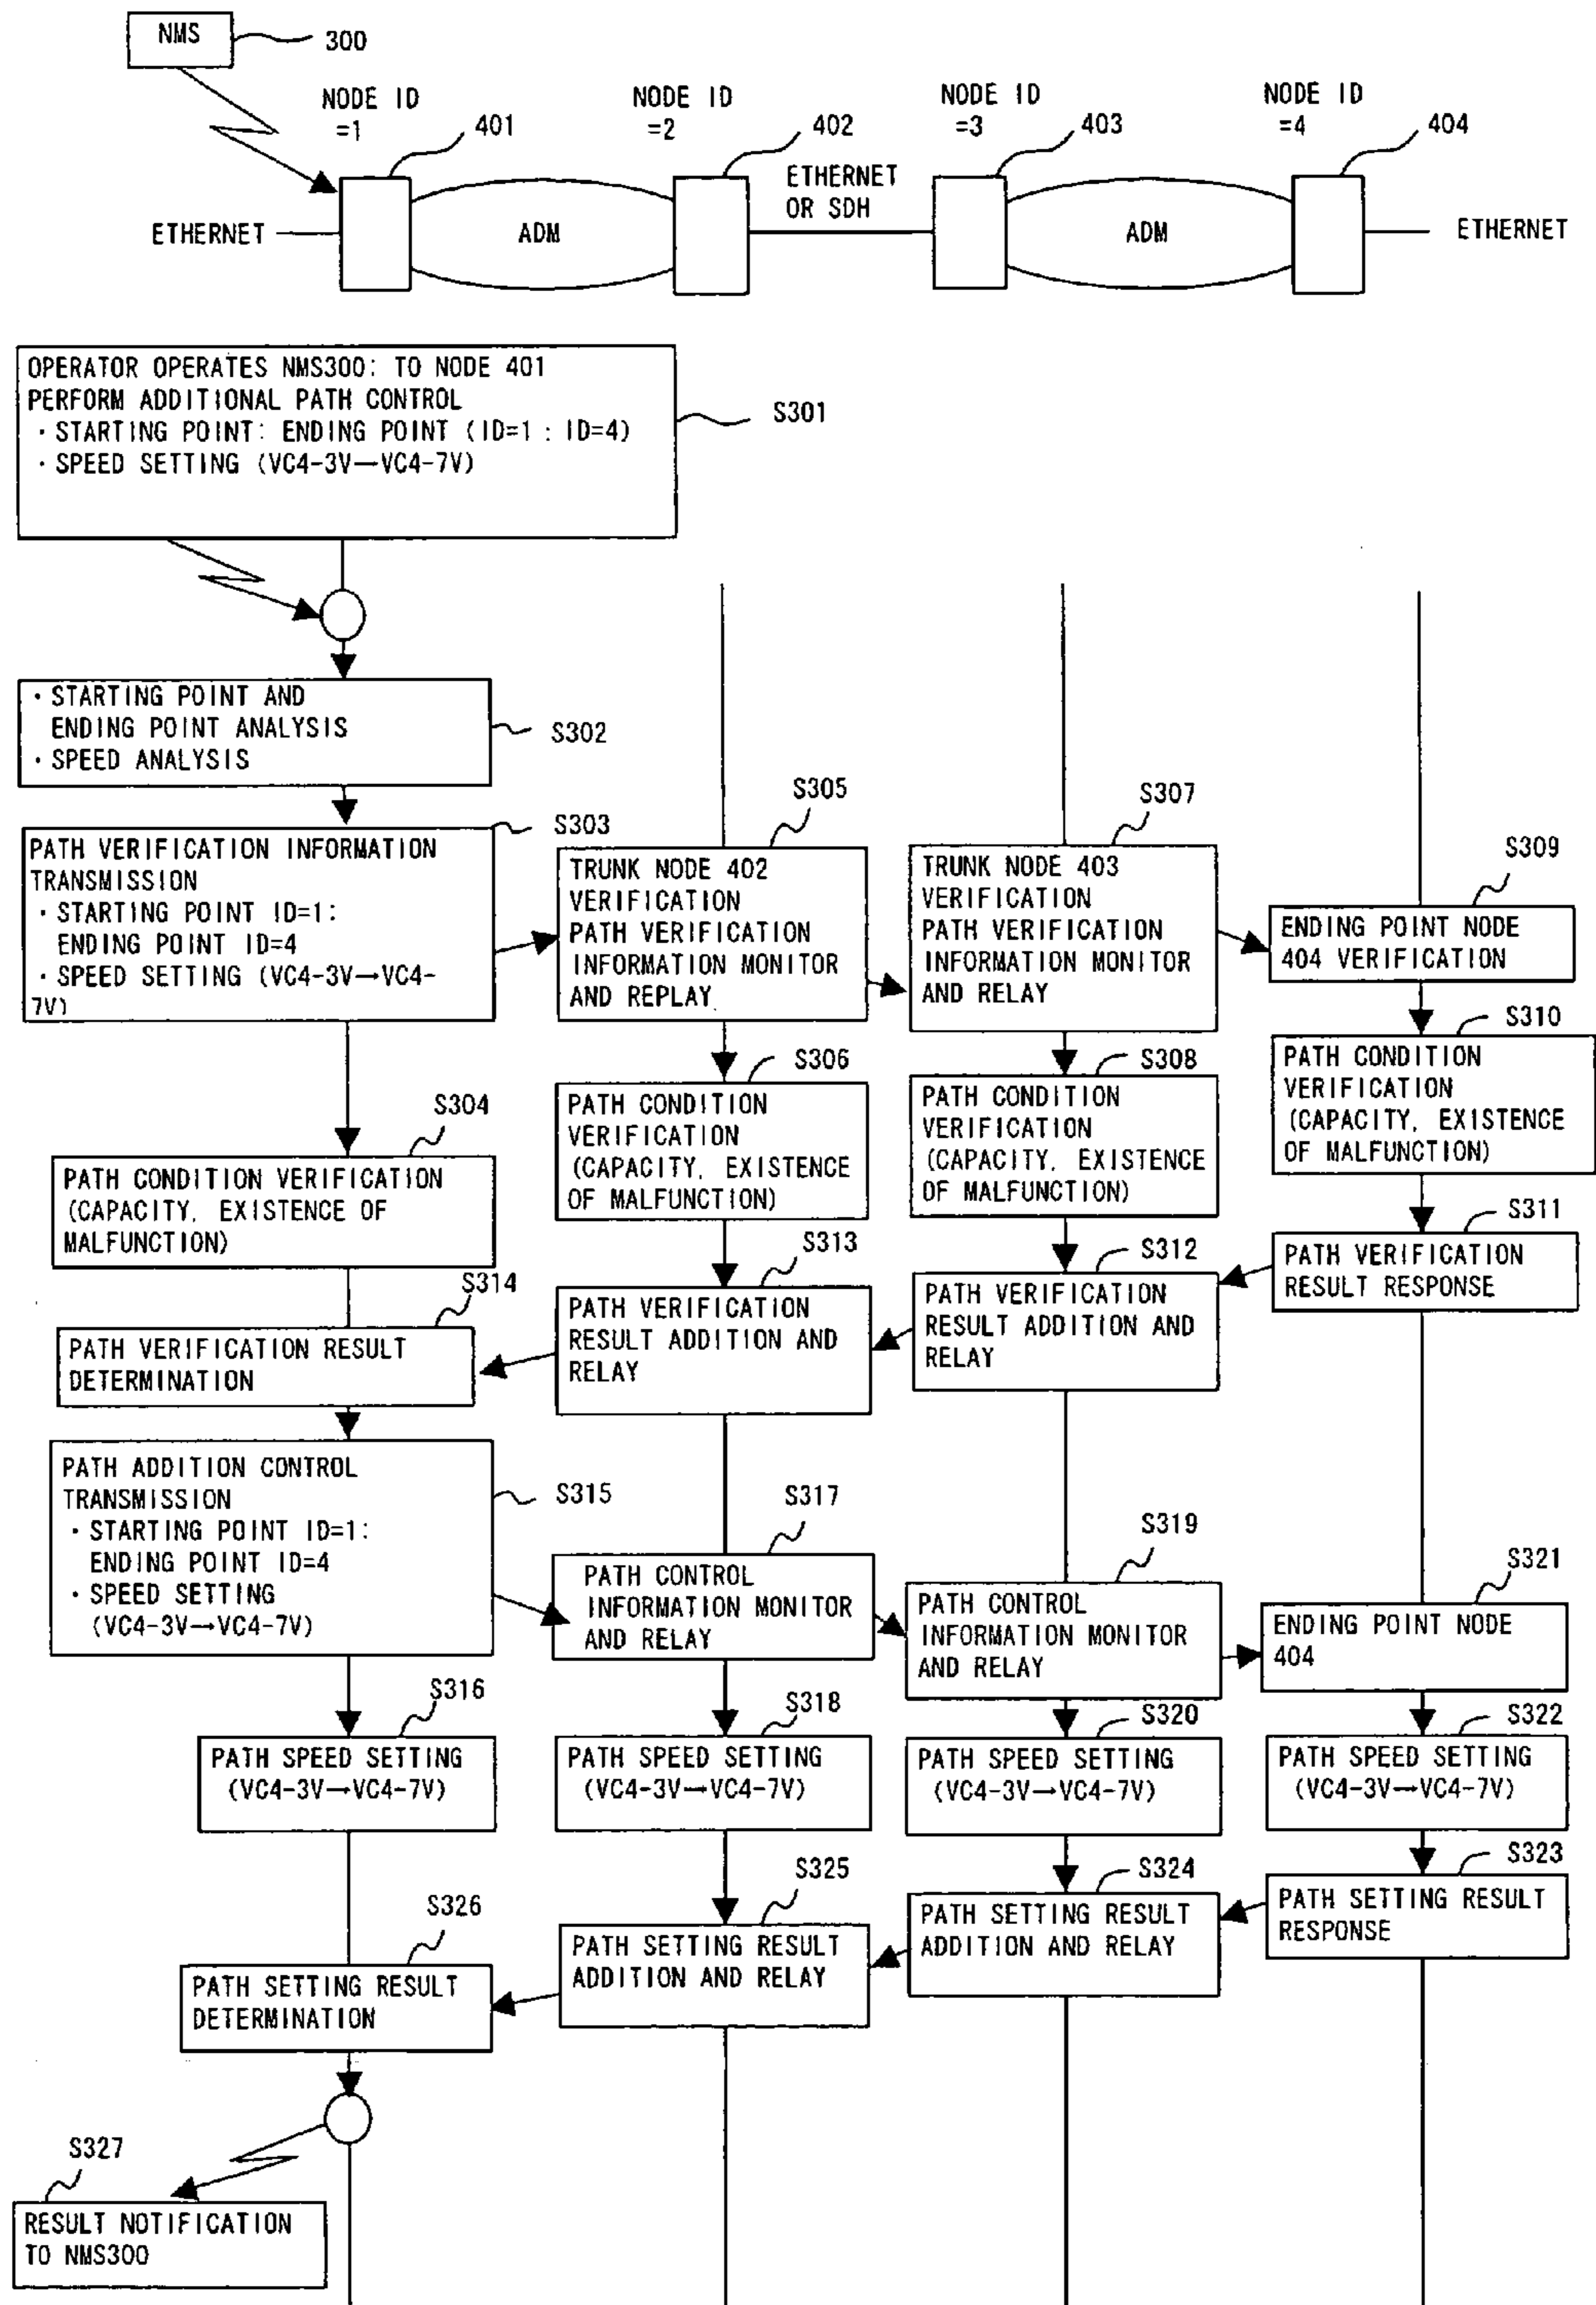 NMS
300
NODE ID
=1
401
NODE ID
=2
402
NODE ID
=3
403
NODE ID
=4
404
ETHERNET
ADM
ETHERNET
OR SDH
ADM
ETHERNET
OPERATOR OPERATES NMS300: TO NODE 401
PERFORM ADDITIONAL PATH CONTROL
・STARTING POINT: ENDING POINT (ID=1 : ID=4)
・SPEED SETTING (VC4-3V→VC4-7V)
S301
・STARTING POINT AND
ENDING POINT ANALYSIS
・SPEED ANALYSIS
S302
S303
PATH VERIFICATION INFORMATION
TRANSMISSION
・STARTING POINT ID=1:
ENDING POINT ID=4
・SPEED SETTING (VC4-3V→VC4-
7V)
S305
TRUNK NODE 402
VERIFICATION
PATH VERIFICATION
INFORMATION MONITOR
AND REPLAY
S307
TRUNK NODE 403
VERIFICATION
PATH VERIFICATION
INFORMATION MONITOR
AND RELAY
S309
ENDING POINT NODE
404 VERIFICATION
S304
PATH CONDITION VERIFICATION
(CAPACITY, EXISTENCE OF
MALFUNCTION)
S306
PATH CONDITION
VERIFICATION
(CAPACITY, EXISTENCE
OF MALFUNCTION)
S308
PATH CONDITION
VERIFICATION
(CAPACITY, EXISTENCE
OF MALFUNCTION)
S310
PATH CONDITION
VERIFICATION
(CAPACITY, EXISTENCE
OF MALFUNCTION)
S311
PATH VERIFICATION
RESULT RESPONSE
S312
PATH VERIFICATION
RESULT ADDITION AND
RELAY
S313
PATH VERIFICATION
RESULT ADDITION AND
RELAY
S314
PATH VERIFICATION RESULT
DETERMINATION
PATH ADDITION CONTROL
TRANSMISSION
・STARTING POINT ID=1:
ENDING POINT ID=4
・SPEED SETTING
(VC4-3V→VC4-7V)
S315
S317
PATH CONTROL
INFORMATION MONITOR
AND RELAY
S319
PATH CONTROL
INFORMATION MONITOR
AND RELAY
S321
ENDING POINT NODE
404
S316
PATH SPEED SETTING
(VC4-3V→VC4-7V)
S318
PATH SPEED SETTING
(VC4-3V→VC4-7V)
S320
PATH SPEED SETTING
(VC4-3V→VC4-7V)
S322
PATH SPEED SETTING
(VC4-3V→VC4-7V)
S323
PATH SETTING RESULT
RESPONSE
S324
PATH SETTING RESULT
ADDITION AND RELAY
S325
PATH SETTING RESULT
ADDITION AND RELAY
S326
PATH SETTING RESULT
DETERMINATION
S327
RESULT NOTIFICATION
TO NMS300